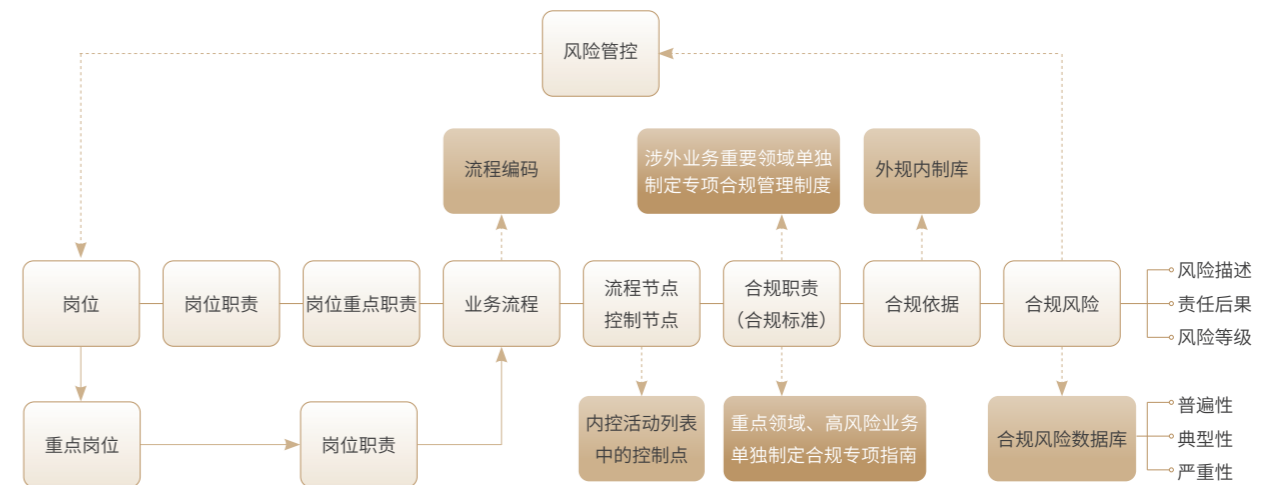 风险管控
流程编码
涉外业务重要领域单独
制定专项合规管理制度
外规内制库
岗位
岗位职责
岗位重点职责
业务流程
流程节点
控制节点
合规职责
（合规标准）
合规依据
合规风险
风险描述
责任后果
风险等级
重点岗位
岗位职责
内控活动列表
中的控制点
重点领域、高风险业务
单独制定合规专项指南
合规风险数据库
普遍性
典型性
严重性